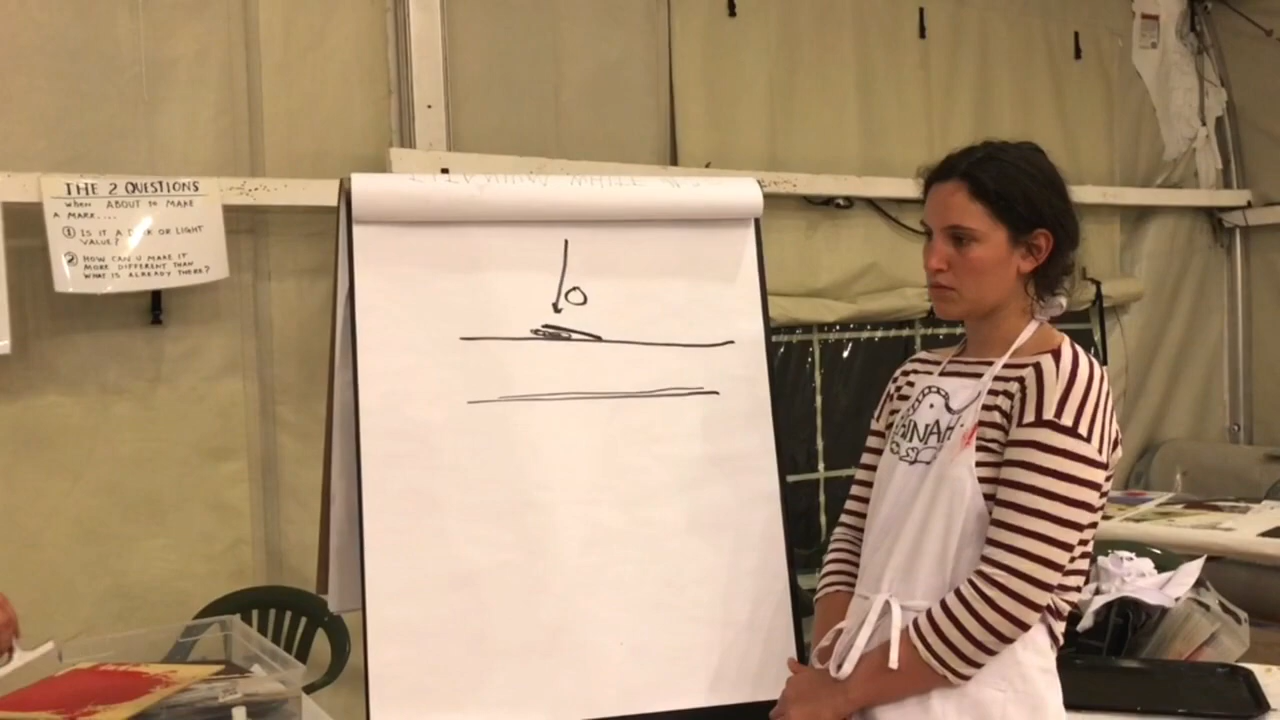 THE 2 QUESTIONS
When ABOUT to MAKE
A MARK....
① IS IT A DARK OR LIGHT
VALUE?
② HOW CAN U MAKE IT
MORE DIFFERENT THAN
WHAT IS ALREADY THERE?
O